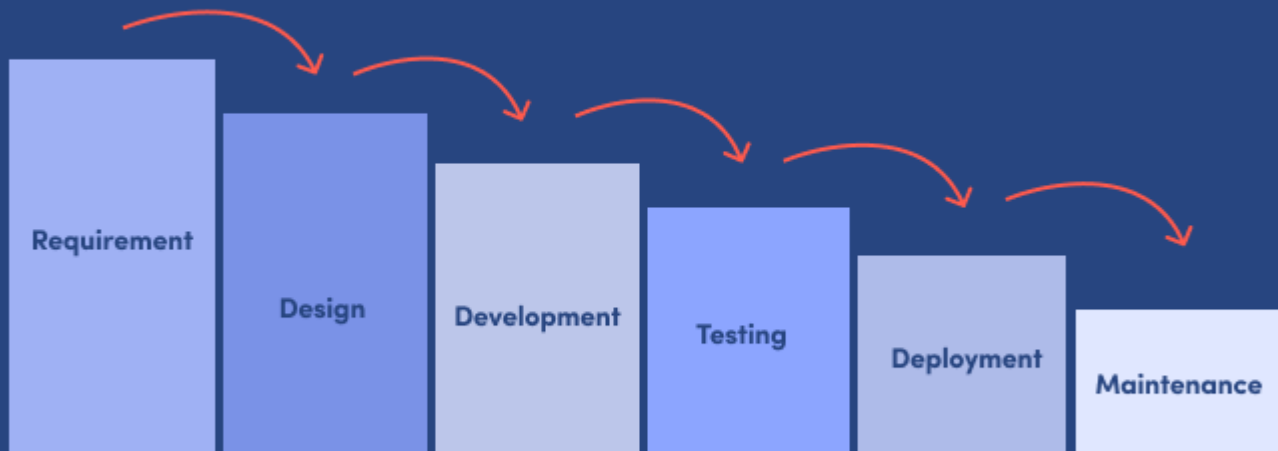 Requirement
Design
Development
Testing
Deployment
Maintenance